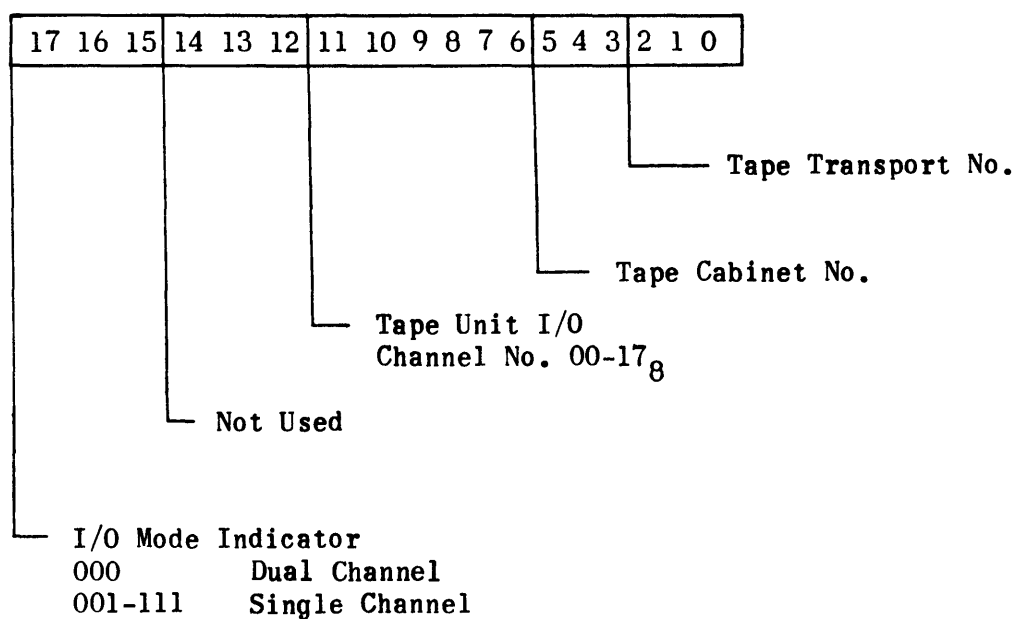 17 16 15 14 13 12 11 10 9 8 7 6 5 4 3 2 1 0
Tape Transport No.
Tape Cabinet No.
Tape Unit I/O
Channel No. 00-17₈
Not Used
I/O Mode Indicator
000 Dual Channel
001-111 Single Channel